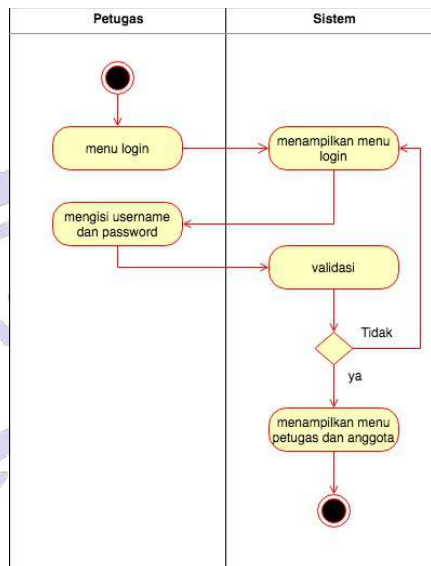 Petugas
Sistem
menu login
menampilkan menu
login
mengisi username
dan password
validasi
Tidak
ya
menampilkan menu
petugas dan anggota